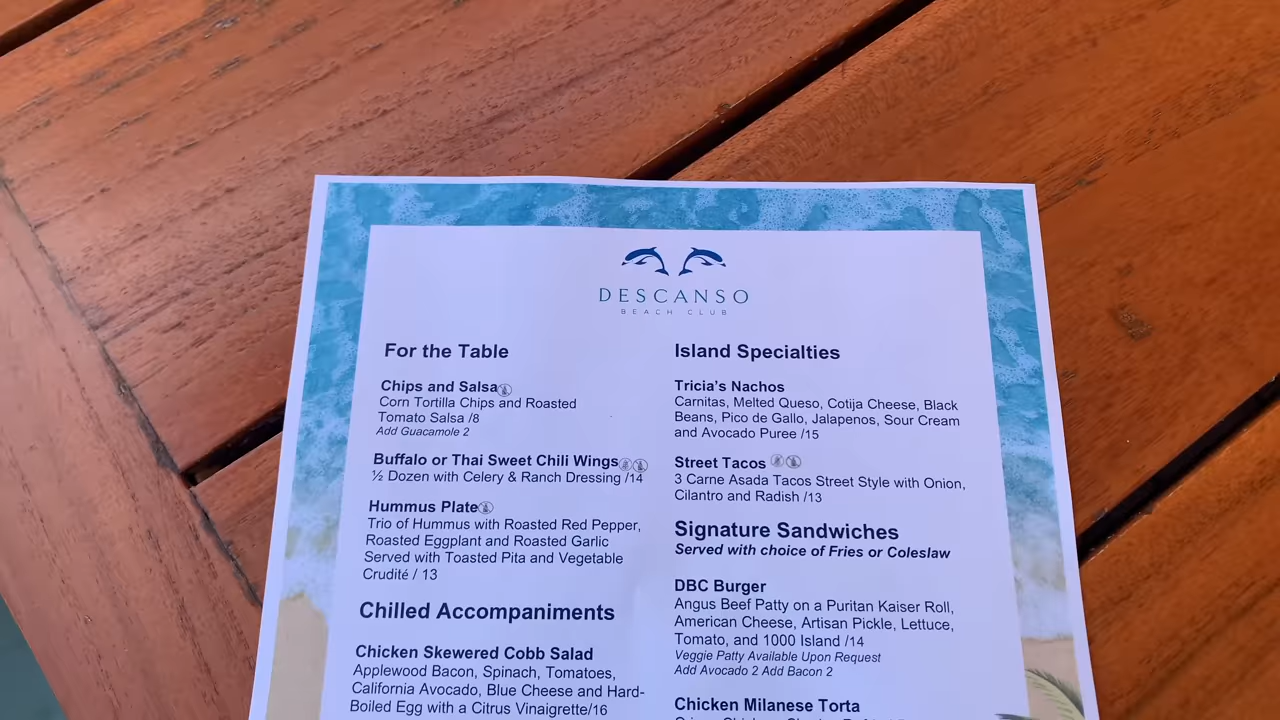 DESCANSO
BEACH CLUB
For the Table
Chips and Salsa
Corn Tortilla Chips and Roasted
Tomato Salsa /8
Add Guacamole 2
Buffalo or Thai Sweet Chili Wings
½ Dozen with Celery & Ranch Dressing /14
Hummus Plate
Trio of Hummus with Roasted Red Pepper,
Roasted Eggplant and Roasted Garlic
Served with Toasted Pita and Vegetable
Crudité / 13
Chilled Accompaniments
Chicken Skewered Cobb Salad
Applewood Bacon, Spinach, Tomatoes,
California Avocado, Blue Cheese and Hard-
Boiled Egg with a Citrus Vinaigrette/16
Island Specialties
Tricia's Nachos
Carnitas, Melted Queso, Cotija Cheese, Black
Beans, Pico de Gallo, Jalapenos, Sour Cream
and Avocado Puree /15
Street Tacos
3 Carne Asada Tacos Street Style with Onion,
Cilantro and Radish /13
Signature Sandwiches
Served with choice of Fries or Coleslaw
DBC Burger
Angus Beef Patty on a Puritan Kaiser Roll,
American Cheese, Artisan Pickle, Lettuce,
Tomato, and 1000 Island /14
Veggie Patty Available Upon Request
Add Avocado 2 Add Bacon 2
Chicken Milanese Torta